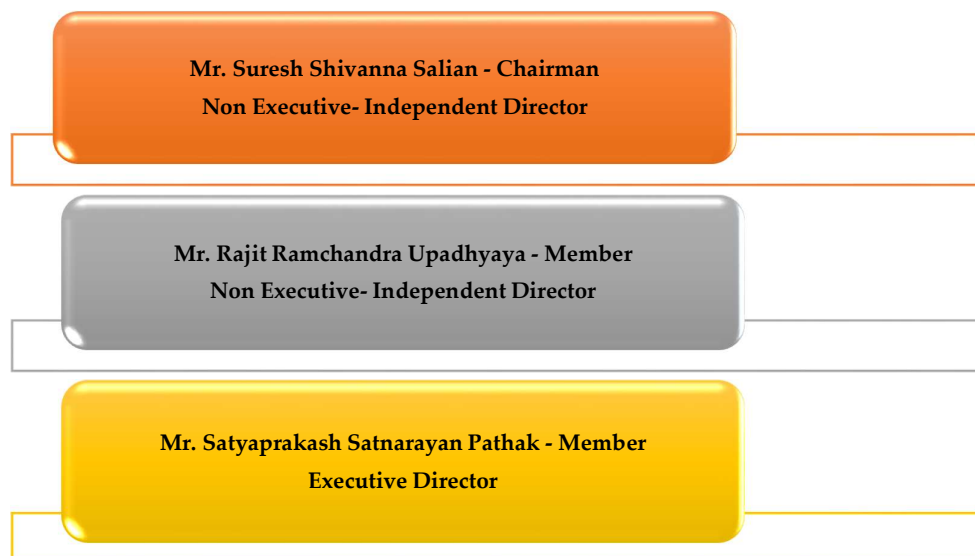 Mr. Suresh Shivanna Salian - Chairman
Non Executive- Independent Director
Mr. Rajit Ramchandra Upadhyaya - Member
Non Executive- Independent Director
Mr. Satyaprakash Satnarayan Pathak - Member
Executive Director